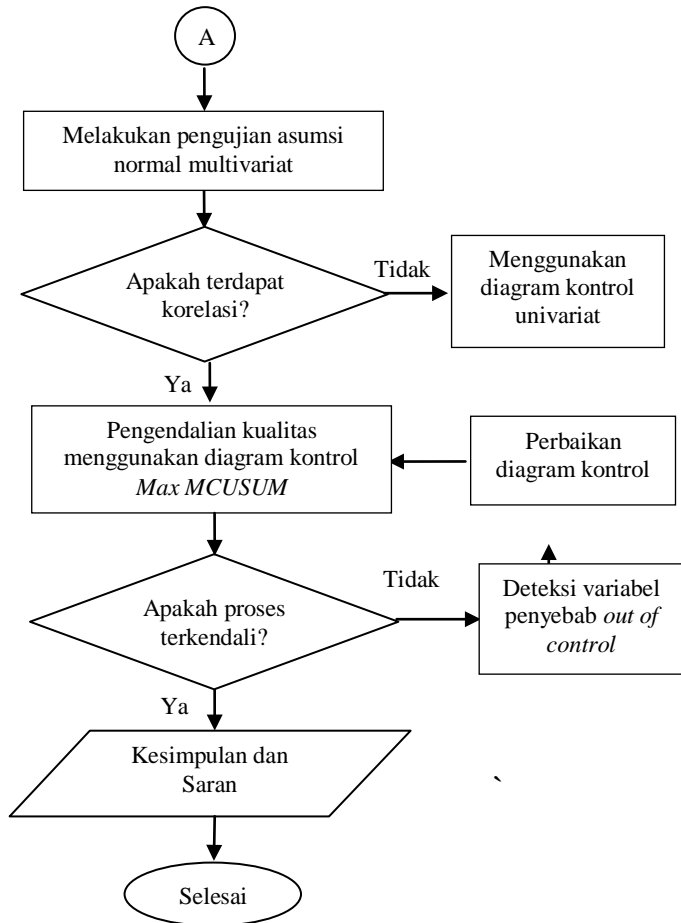 A
Melakukan pengujian asumsi
normal multivariat
Apakah terdapat
korelasi?
Tidak
Menggunakan
diagram kontrol
univariat
Ya
Pengendalian kualitas
menggunakan diagram kontrol
Max MCUSUM
Perbaikan
diagram kontrol
Apakah proses
terkendali?
Tidak
Deteksi variabel
penyebab out of
control
Ya
Kesimpulan dan
Saran
`
Selesai